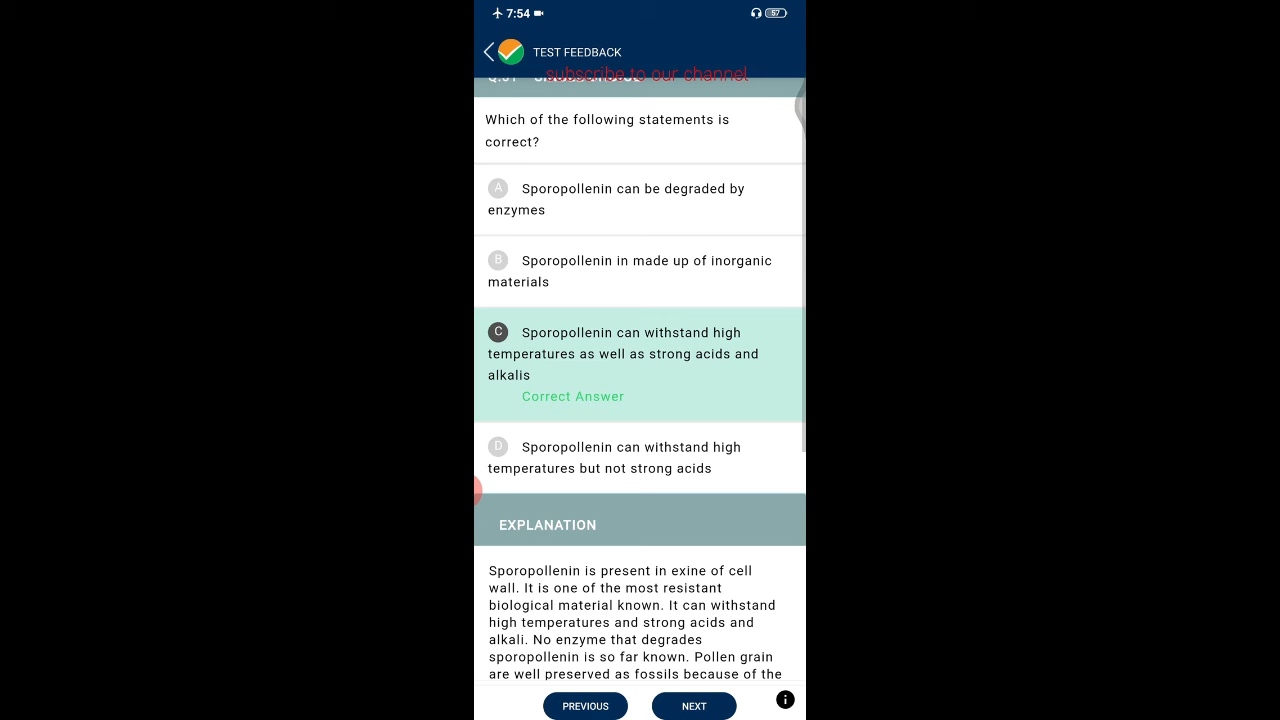 7:54
57
TEST FEEDBACK
subscribe to our channel
Which of the following statements is
correct?
A Sporopollenin can be degraded by
enzymes
B Sporopollenin in made up of inorganic
materials
C Sporopollenin can withstand high
temperatures as well as strong acids and
alkalis
Correct Answer
D Sporopollenin can withstand high
temperatures but not strong acids
EXPLANATION
Sporopollenin is present in exine of cell
wall. It is one of the most resistant
biological material known. It can withstand
high temperatures and strong acids and
alkali. No enzyme that degrades
sporopollenin is so far known. Pollen grain
are well preserved as fossils because of the
PREVIOUS
NEXT
i